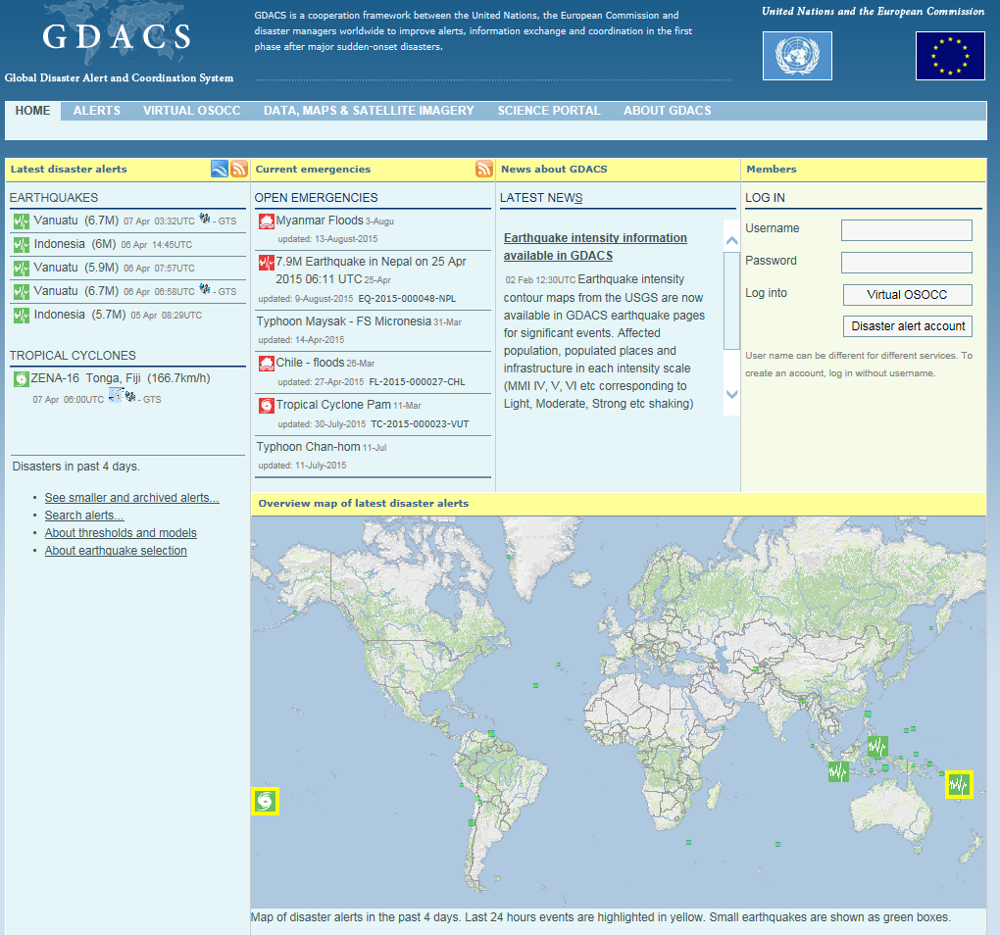 GDACS
Global Disaster Alert and Coordination System
GDACS is a cooperation framework between the United Nations, the European Commission and
disaster managers worldwide to improve alerts, information exchange and coordination in the first
phase after major sudden-onset disasters.
United Nations and the European Commission
HOME ALERTS VIRTUAL OSOCC DATA, MAPS & SATELLITE IMAGERY SCIENCE PORTAL ABOUT GDACS
Latest disaster alerts
EARTHQUAKES
Vanuatu (6.7M) 07 Apr 03:32UTC - GTS
Indonesia (6M) 06 Apr 14:45UTC
Vanuatu (5.9M) 06 Apr 07:57UTC
Vanuatu (6.7M) 06 Apr 06:58UTC - GTS
Indonesia (5.7M) 05 Apr 08:29UTC
TROPICAL CYCLONES
ZENA-16 Tonga, Fiji (166.7km/h)
07 Apr 06:00UTC - GTS
Disasters in past 4 days.
• See smaller and archived alerts...
• Search alerts...
• About thresholds and models
• About earthquake selection
Current emergencies
OPEN EMERGENCIES
Myanmar Floods 3-Augu
updated: 13-August-2015
7.9M Earthquake in Nepal on 25 Apr
2015 06:11 UTC 25-Apr
updated: 9-August-2015 EQ-2015-000048-NPL
Typhoon Maysak - FS Micronesia 31-Mar
updated: 14-Apr-2015
Chile - floods 26-Mar
updated: 27-Apr-2015 FL-2015-000027-CHL
Tropical Cyclone Pam 11-Mar
updated: 30-July-2015 TC-2015-000023-VUT
Typhoon Chan-hom 11-Jul
updated: 11-July-2015
News about GDACS
LATEST NEWS
Earthquake intensity information
available in GDACS
02 Feb 12:30UTC Earthquake intensity
contour maps from the USGS are now
available in GDACS earthquake pages
for significant events. Affected
population, populated places and
infrastructure in each intensity scale
(MMI IV, V, VI etc corresponding to
Light, Moderate, Strong etc shaking)
Members
LOG IN
Username
Password
Log into Virtual OSOCC
Disaster alert account
User name can be different for different services. To
create an account, log in without username.
Overview map of latest disaster alerts
Map of disaster alerts in the past 4 days. Last 24 hours events are highlighted in yellow. Small earthquakes are shown as green boxes.